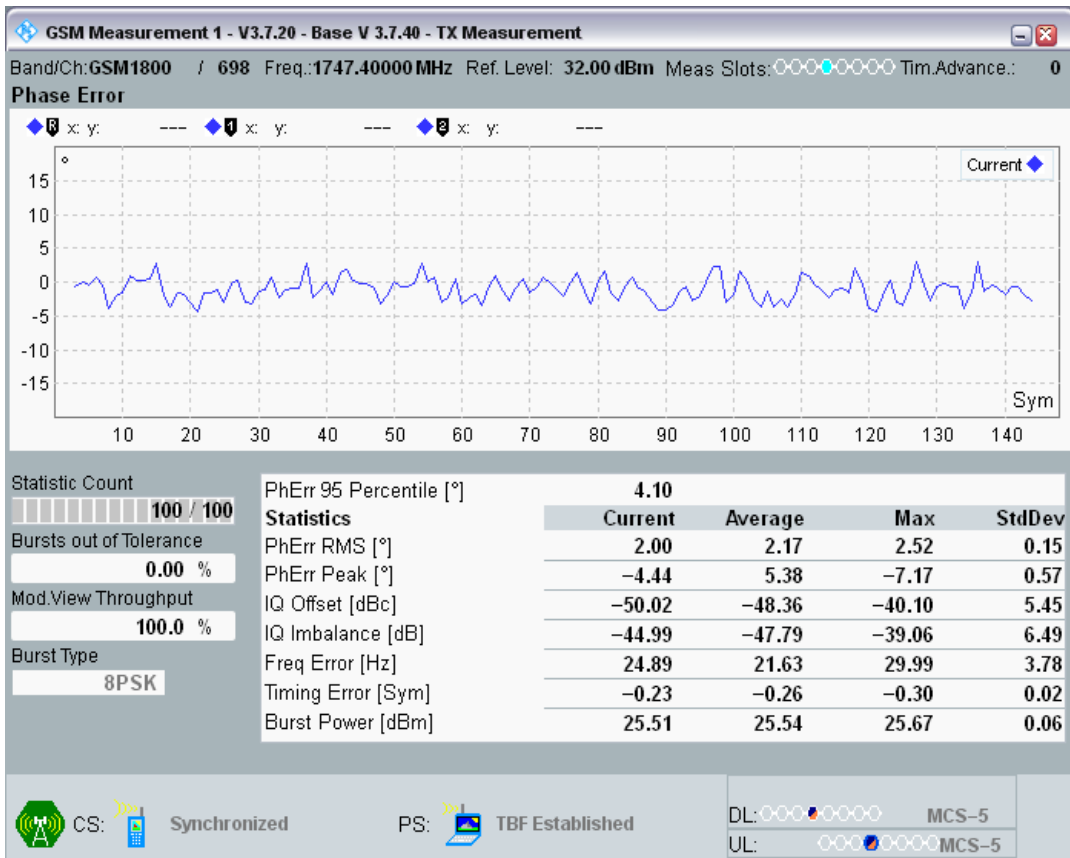 GSM Measurement 1 - V3.7.20 - Base V 3.7.40 - TX Measurement
Band/Ch:GSM1800 / 698 Freq.:1747.40000 MHz Ref. Level: 32.00 dBm Meas Slots: Tim.Advance.: 0
Phase Error
R x: y: --- 1 x: y: --- 2 x: y: ---
°
Current
15
10
5
0
-5
-10
-15
Sym
10 20 30 40 50 60 70 80 90 100 110 120 130 140
Statistic Count
100 / 100
Bursts out of Tolerance
0.00 %
Mod.View Throughput
100.0 %
Burst Type
8PSK
PhErr 95 Percentile [°] 4.10
Statistics Current Average Max StdDev
PhErr RMS [°] 2.00 2.17 2.52 0.15
PhErr Peak [°] −4.44 5.38 −7.17 0.57
IQ Offset [dBc] −50.02 −48.36 −40.10 5.45
IQ Imbalance [dB] −44.99 −47.79 −39.06 6.49
Freq Error [Hz] 24.89 21.63 29.99 3.78
Timing Error [Sym] −0.23 −0.26 −0.30 0.02
Burst Power [dBm] 25.51 25.54 25.67 0.06
CS: Synchronized PS: TBF Established
DL: MCS−5
UL: MCS−5